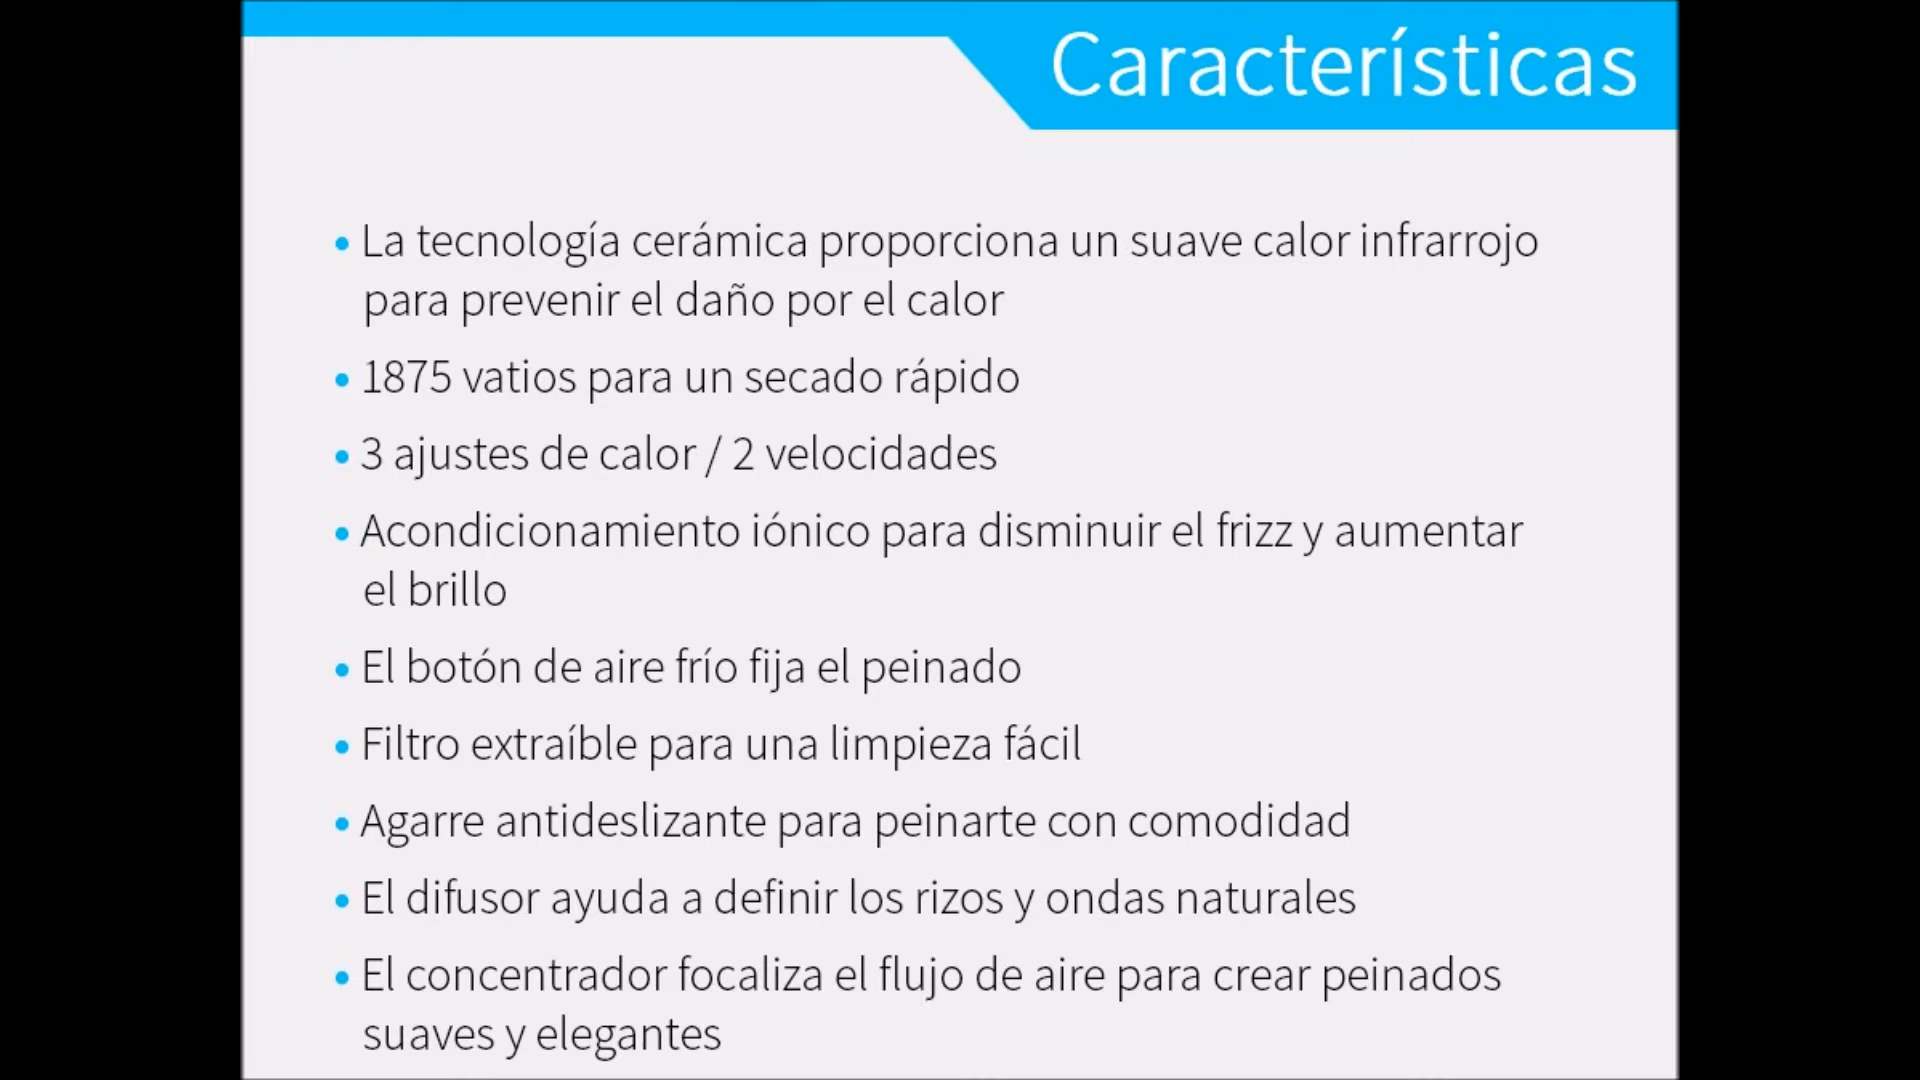 Características
• La tecnología cerámica proporciona un suave calor infrarrojo
para prevenir el daño por el calor
• 1875 vatios para un secado rápido
• 3 ajustes de calor / 2 velocidades
• Acondicionamiento iónico para disminuir el frizz y aumentar
el brillo
• El botón de aire frío fija el peinado
• Filtro extraíble para una limpieza fácil
• Agarre antideslizante para peinarte con comodidad
• El difusor ayuda a definir los rizos y ondas naturales
• El concentrador focaliza el flujo de aire para crear peinados
suaves y elegantes